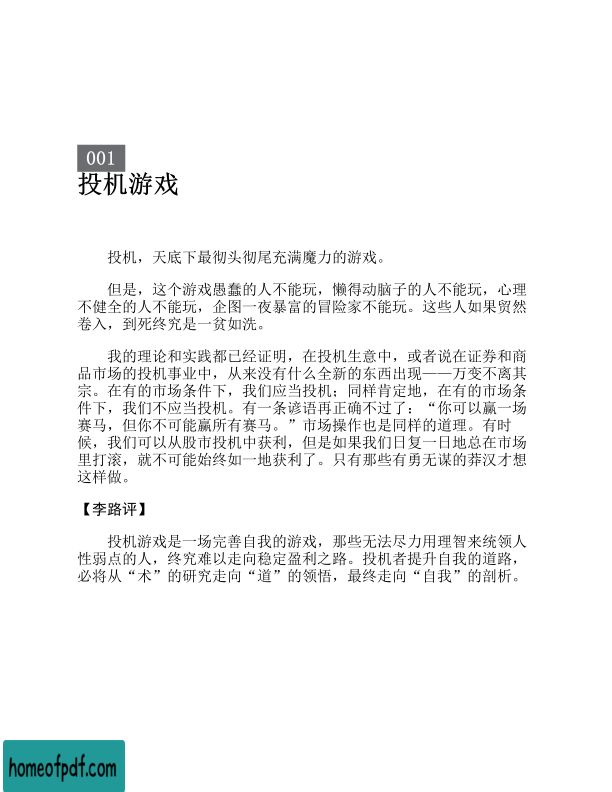 001
投机游戏
投机，天底下最彻头彻尾充满魔力的游戏。
但是，这个游戏愚蠢的人不能玩，懒得动脑子的人不能玩，心理
不健全的人不能玩，企图一夜暴富的冒险家不能玩。这些人如果贸然
卷入，到死终究是一贫如洗。
我的理论和实践都已经证明，在投机生意中，或者说在证券和商
品市场的投机事业中，从来没有什么全新的东西出现——万变不离其
宗。在有的市场条件下，我们应当投机；同样肯定地，在有的市场条
件下，我们不应当投机。有一条谚语再正确不过了：“你可以赢一场
赛马，但你不可能赢所有赛马。”市场操作也是同样的道理。有时
候，我们可以从股市投机中获利，但是如果我们日复一日地总在市场
里打滚，就不可能始终如一地获利了。只有那些有勇无谋的莽汉才想
这样做。
【李路评】
投机游戏是一场完善自我的游戏，那些无法尽力用理智来统领人
性弱点的人，终究难以走向稳定盈利之路。投机者提升自我的道路，
必将从“术”的研究走向“道”的领悟，最终走向“自我”的剖析。
homeofpdf.com